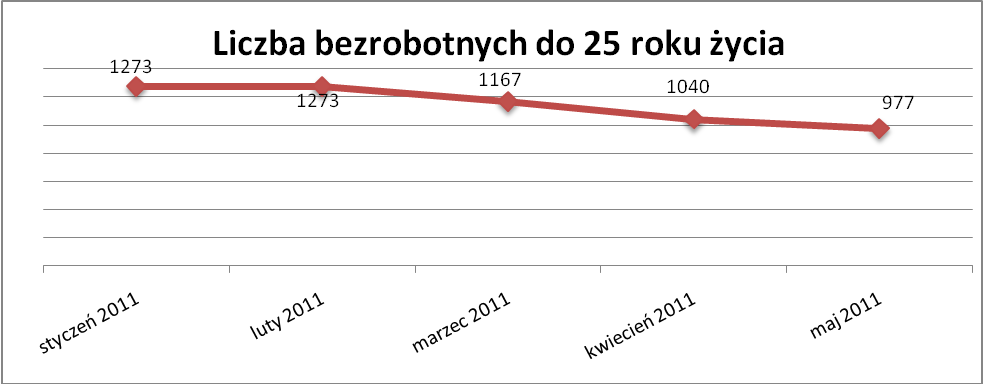 Liczba bezrobotnych do 25 roku życia
1273
1273
1167
1040
977
styczeń 2011
luty 2011
marzec 2011
kwiecień 2011
maj 2011